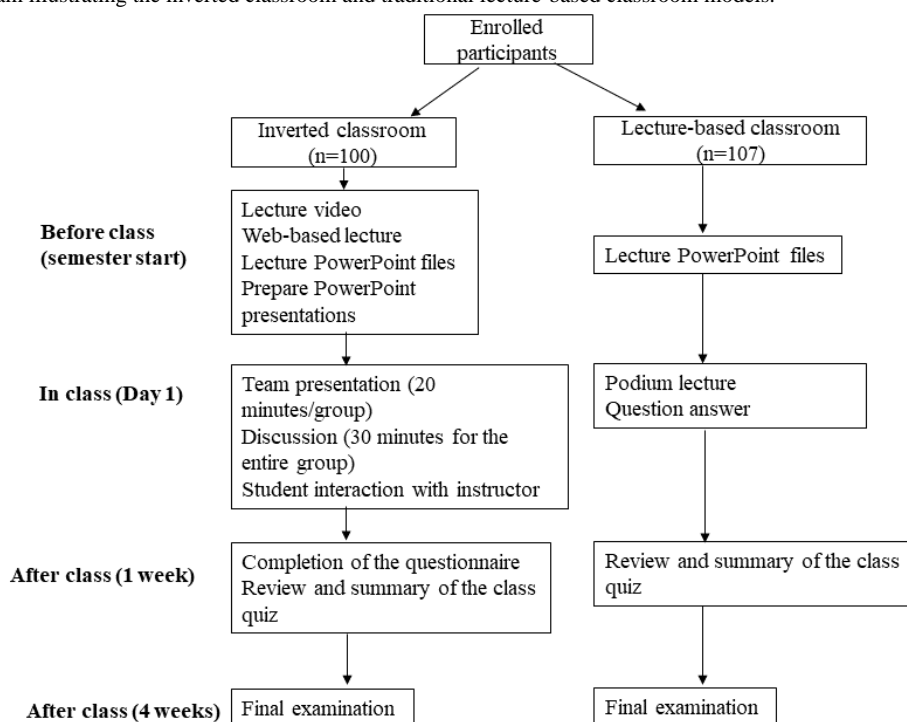 illustrating the inverted classroom and traditional lecture-based classroom models.
Enrolled
participants
Inverted classroom
(n=100)
Lecture-based classroom
(n=107)
Before class
(semester start)
Lecture video
Web-based lecture
Lecture PowerPoint files
Prepare PowerPoint
presentations
Lecture PowerPoint files
In class (Day 1)
Team presentation (20
minutes/group)
Discussion (30 minutes for the
entire group)
Student interaction with instructor
Podium lecture
Question answer
After class (1 week)
Completion of the questionnaire
Review and summary of the class
quiz
Review and summary of the class
quiz
After class (4 weeks)
Final examination
Final examination